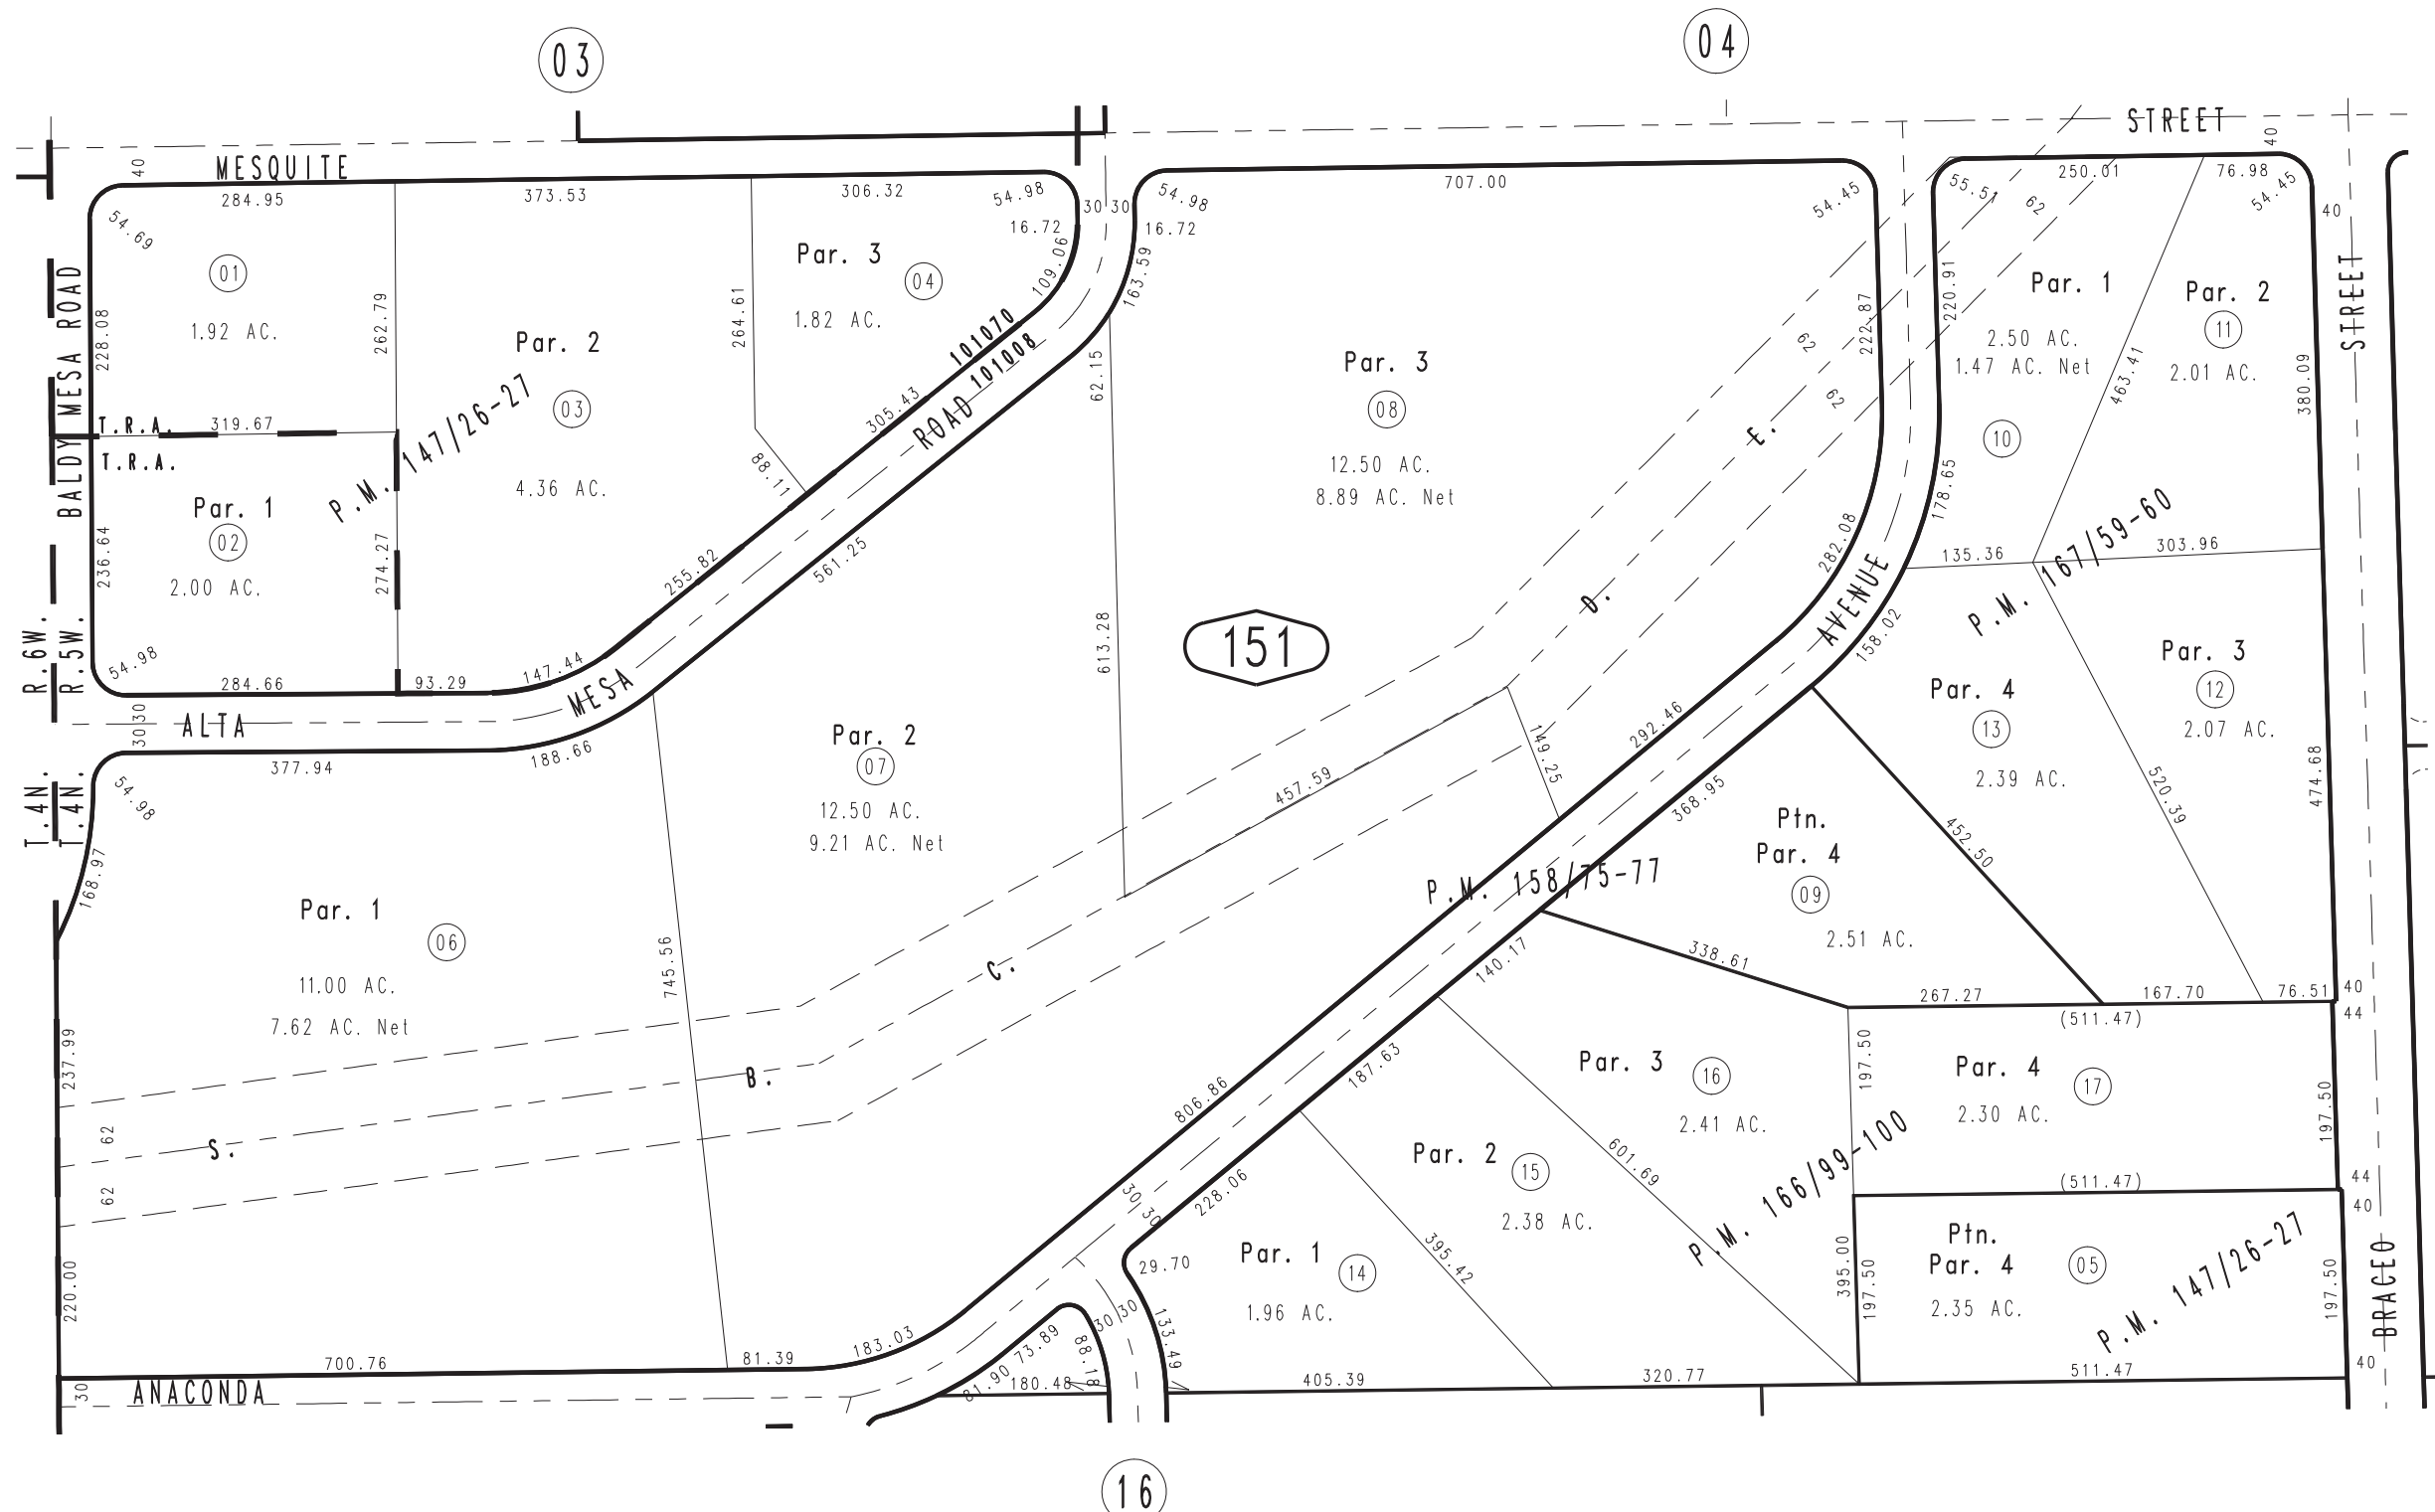 03
04
MESQUITE
STREET
40
40
284.95
373.53
306.32
54.98
30 30
54.98
707.00
54.45
55.51
250.01
76.98
54.45
62
40
54.69
16.72
16.72
01
1.92 AC.
228.08
262.79
Par. 2
03
4.36 AC.
264.61
Par. 3
04
1.82 AC.
109.06
163.59
101070
101008
305.43
ROAD
88.11
62.15
Par. 3
08
12.50 AC.
8.89 AC. Net
62
62
222.87
220.91
Par. 1
2.50 AC.
1.47 AC. Net
10
463.41
Par. 2
11
2.01 AC.
380.09
STREET
BALDY MESA ROAD
T.R.A.
319.67
T.R.A.
P.M. 147/26-27
Par. 1
02
2.00 AC.
236.64
274.27
255.82
561.25
613.28
151
E.
D.
282.08
178.65
AVENUE
135.36
303.96
P.M. 167/59-60
158.02
R.6W.
R.5W.
54.98
284.66
93.29
147.44
MESA
ALTA
30 30
377.94
188.66
T.4N.
T.4N.
54.98
168.97
Par. 2
07
12.50 AC.
9.21 AC. Net
457.59
149.25
292.46
368.95
Par. 3
12
2.07 AC.
Par. 4
13
2.39 AC.
520.39
474.68
Ptn.
Par. 4
09
2.51 AC.
452.50
P.M. 158/75-77
Par. 1
06
11.00 AC.
7.62 AC. Net
745.56
C.
140.17
338.61
267.27
167.70
76.51
40
44
(511.47)
237.99
B.
S.
62
62
806.86
187.63
Par. 3
16
2.41 AC.
197.50
Par. 4
17
2.30 AC.
197.50
P.M. 166/99-100
601.69
Par. 2
15
2.38 AC.
228.06
30 30
(511.47)
44
40
220.00
29.70
Par. 1
14
1.96 AC.
395.42
395.00
197.50
Ptn.
Par. 4
05
2.35 AC.
P.M. 147/26-27
197.50
BRACEO
40
30 30
133.49
88.18
73.89
81.90
180.48
183.03
81.39
700.76
30
ANACONDA
405.39
320.77
511.47
16